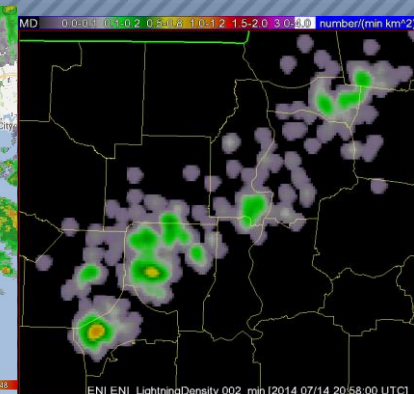 MD 0.0-0.1 0.1-0.2 0.5-0.8 1.0-1.2 1.5-2.0 3.0-4.0 number/(min km^2)
City
48
ENI ENI_LightningDensity 002_min [2014 07/14 20:58:00 UTC]